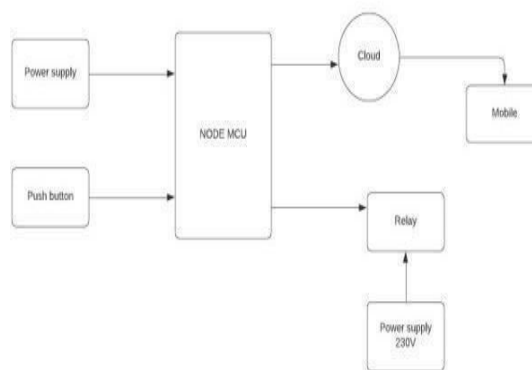 Power supply
Cloud
Mobile
NODE MCU
Push button
Relay
Power supply
230V